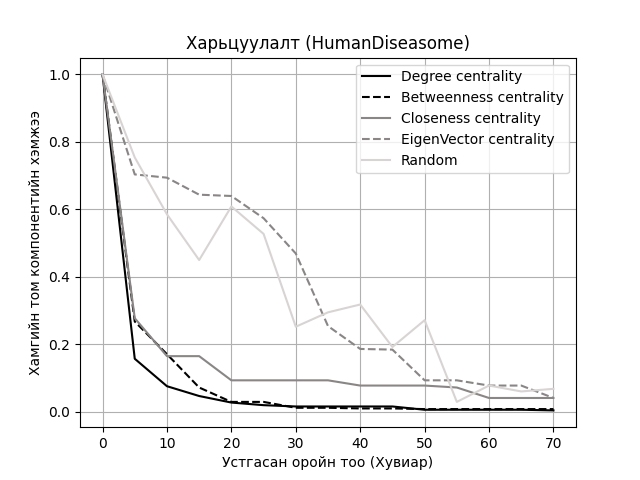 Харьцуулалт (HumanDiseasome)
Degree centrality
Betweenness centrality
Closeness centrality
EigenVector centrality
Random
Хамгийн том компонентийн хэмжээ
1.0
0.8
0.6
0.4
0.2
0.0
0 10 20 30 40 50 60 70
Устгасан оройн тоо (Хувиар)